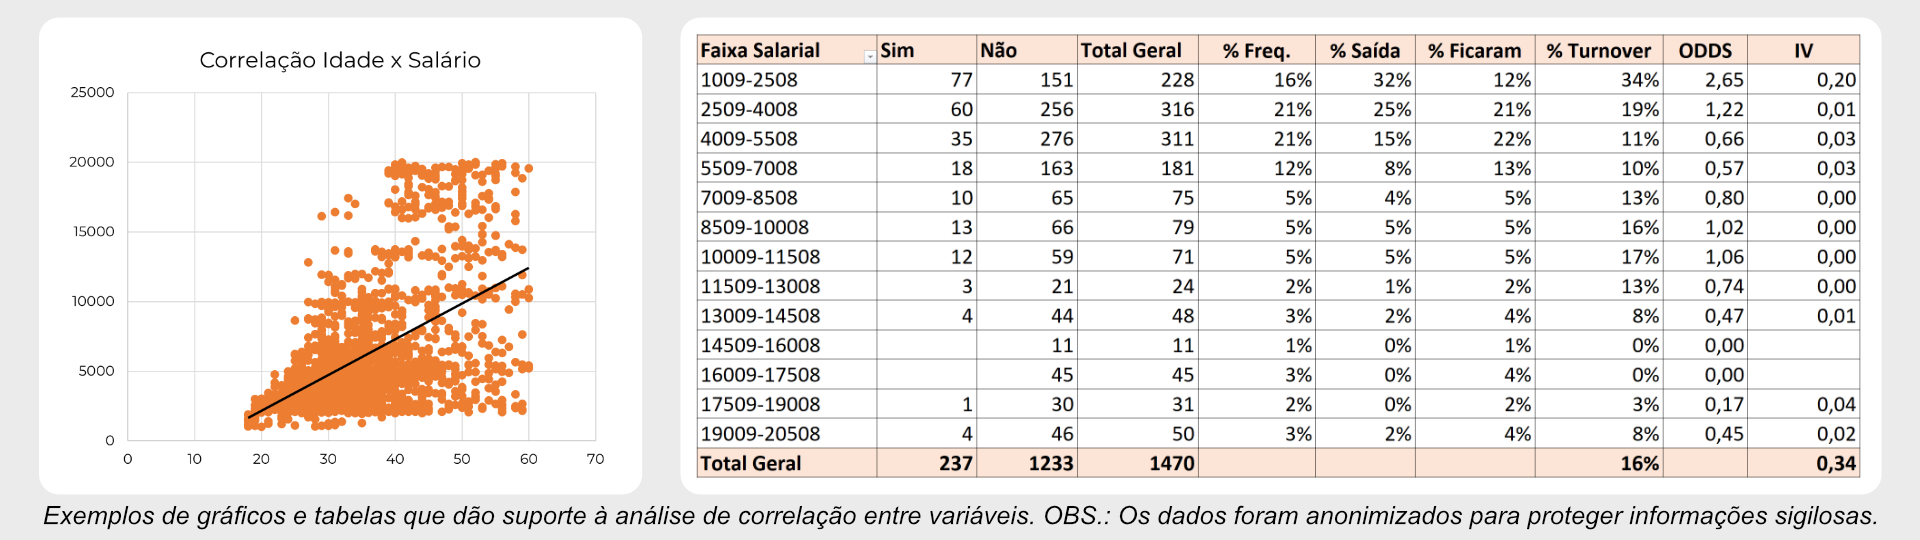 Correlação Idade x Salário
25000
20000
15000
10000
5000
0
0 10 20 30 40 50 60 70
Faixa Salarial Sim Não Total Geral % Freq. % Saída % Ficaram % Turnover ODDS IV
1009-2508 77 151 228 16% 32% 12% 34% 2,65 0,20
2509-4008 60 256 316 21% 25% 21% 19% 1,22 0,01
4009-5508 35 276 311 21% 15% 22% 11% 0,66 0,03
5509-7008 18 163 181 12% 8% 13% 10% 0,57 0,03
7009-8508 10 65 75 5% 4% 5% 13% 0,80 0,00
8509-10008 13 66 79 5% 5% 5% 16% 1,02 0,00
10009-11508 12 59 71 5% 5% 5% 17% 1,06 0,00
11509-13008 3 21 24 2% 1% 2% 13% 0,74 0,00
13009-14508 4 44 48 3% 2% 4% 8% 0,47 0,01
14509-16008 11 11 1% 0% 1% 0% 0,00
16009-17508 45 45 3% 0% 4% 0% 0,00
17509-19008 1 30 31 2% 0% 2% 3% 0,17 0,04
19009-20508 4 46 50 3% 2% 4% 8% 0,45 0,02
Total Geral 237 1233 1470 16% 0,34
Exemplos de gráficos e tabelas que dão suporte à análise de correlação entre variáveis. OBS.: Os dados foram anonimizados para proteger informações sigilosas.